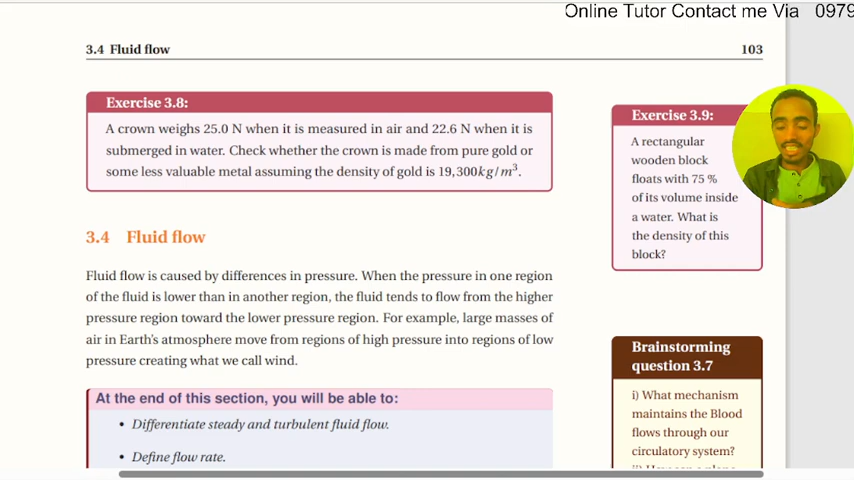 Online Tutor Contact me Via 0979
3.4 Fluid flow
103
Exercise 3.8:
A crown weighs 25.0 N when it is measured in air and 22.6 N when it is
submerged in water. Check whether the crown is made from pure gold or
some less valuable metal assuming the density of gold is 19,300kg/m³.
3.4 Fluid flow
Fluid flow is caused by differences in pressure. When the pressure in one region
of the fluid is lower than in another region, the fluid tends to flow from the higher
pressure region toward the lower pressure region. For example, large masses of
air in Earth's atmosphere move from regions of high pressure into regions of low
pressure creating what we call wind.
At the end of this section, you will be able to:
• Differentiate steady and turbulent fluid flow.
• Define flow rate.
Exercise 3.9:
A rectangular
wooden block
floats with 75 %
of its volume inside
a water. What is
the density of this
block?
Brainstorming
question 3.7
i) What mechanism
maintains the Blood
flows through our
circulatory system?